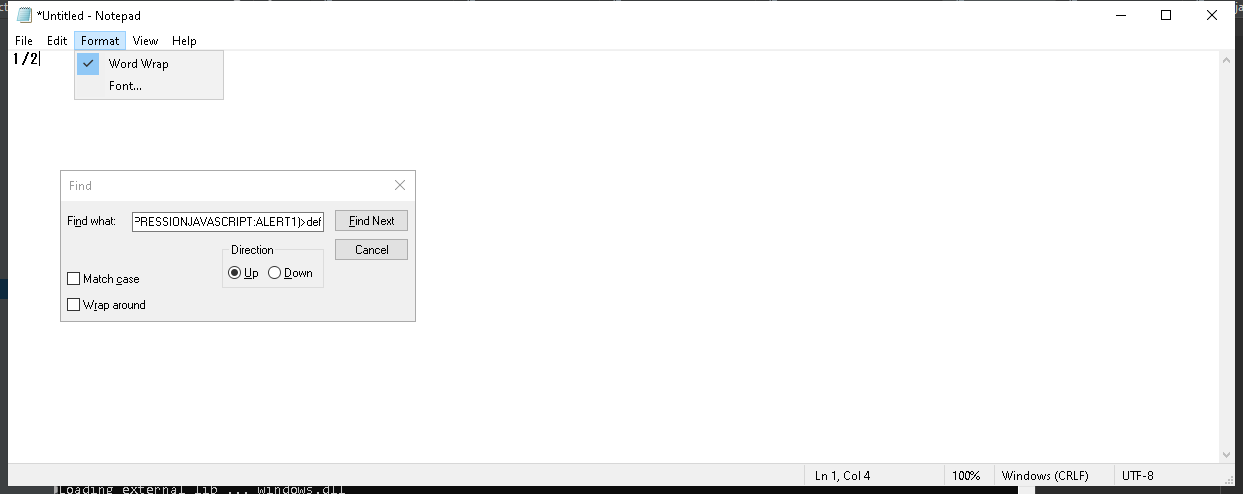 *Untitled - Notepad
File Edit Format View Help
1/2
Word Wrap
Font...
Find
Find what: PRESSIONJAVASCRIPT:ALERT1)>def Find Next
Direction Cancel
Up Down
Match case
Wrap around
Ln 1, Col 4 100% Windows (CRLF) UTF-8
Loading external lib ... windows.dll